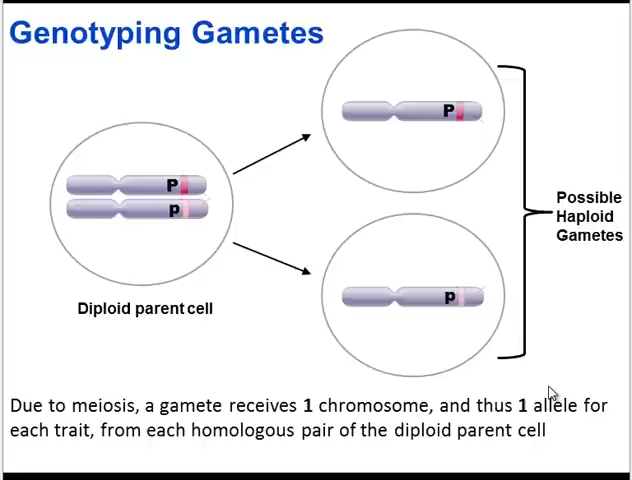 Genotyping Gametes
P
P
p
p
Possible
Haploid
Gametes
Diploid parent cell
Due to meiosis, a gamete receives 1 chromosome, and thus 1 allele for
each trait, from each homologous pair of the diploid parent cell